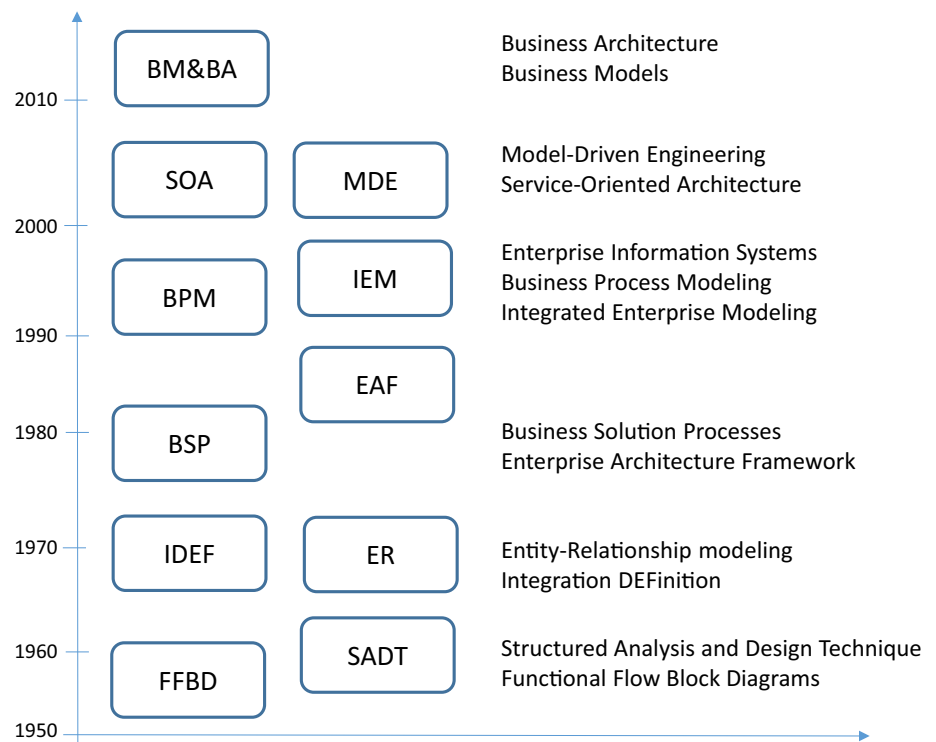 BM&BA
Business Architecture
Business Models
2010
SOA
MDE
Model-Driven Engineering
Service-Oriented Architecture
2000
BPM
IEM
Enterprise Information Systems
Business Process Modeling
Integrated Enterprise Modeling
1990
EAF
1980
BSP
Business Solution Processes
Enterprise Architecture Framework
1970
IDEF
ER
Entity-Relationship modeling
Integration DEFinition
1960
SADT
FFBD
Structured Analysis and Design Technique
Functional Flow Block Diagrams
1950